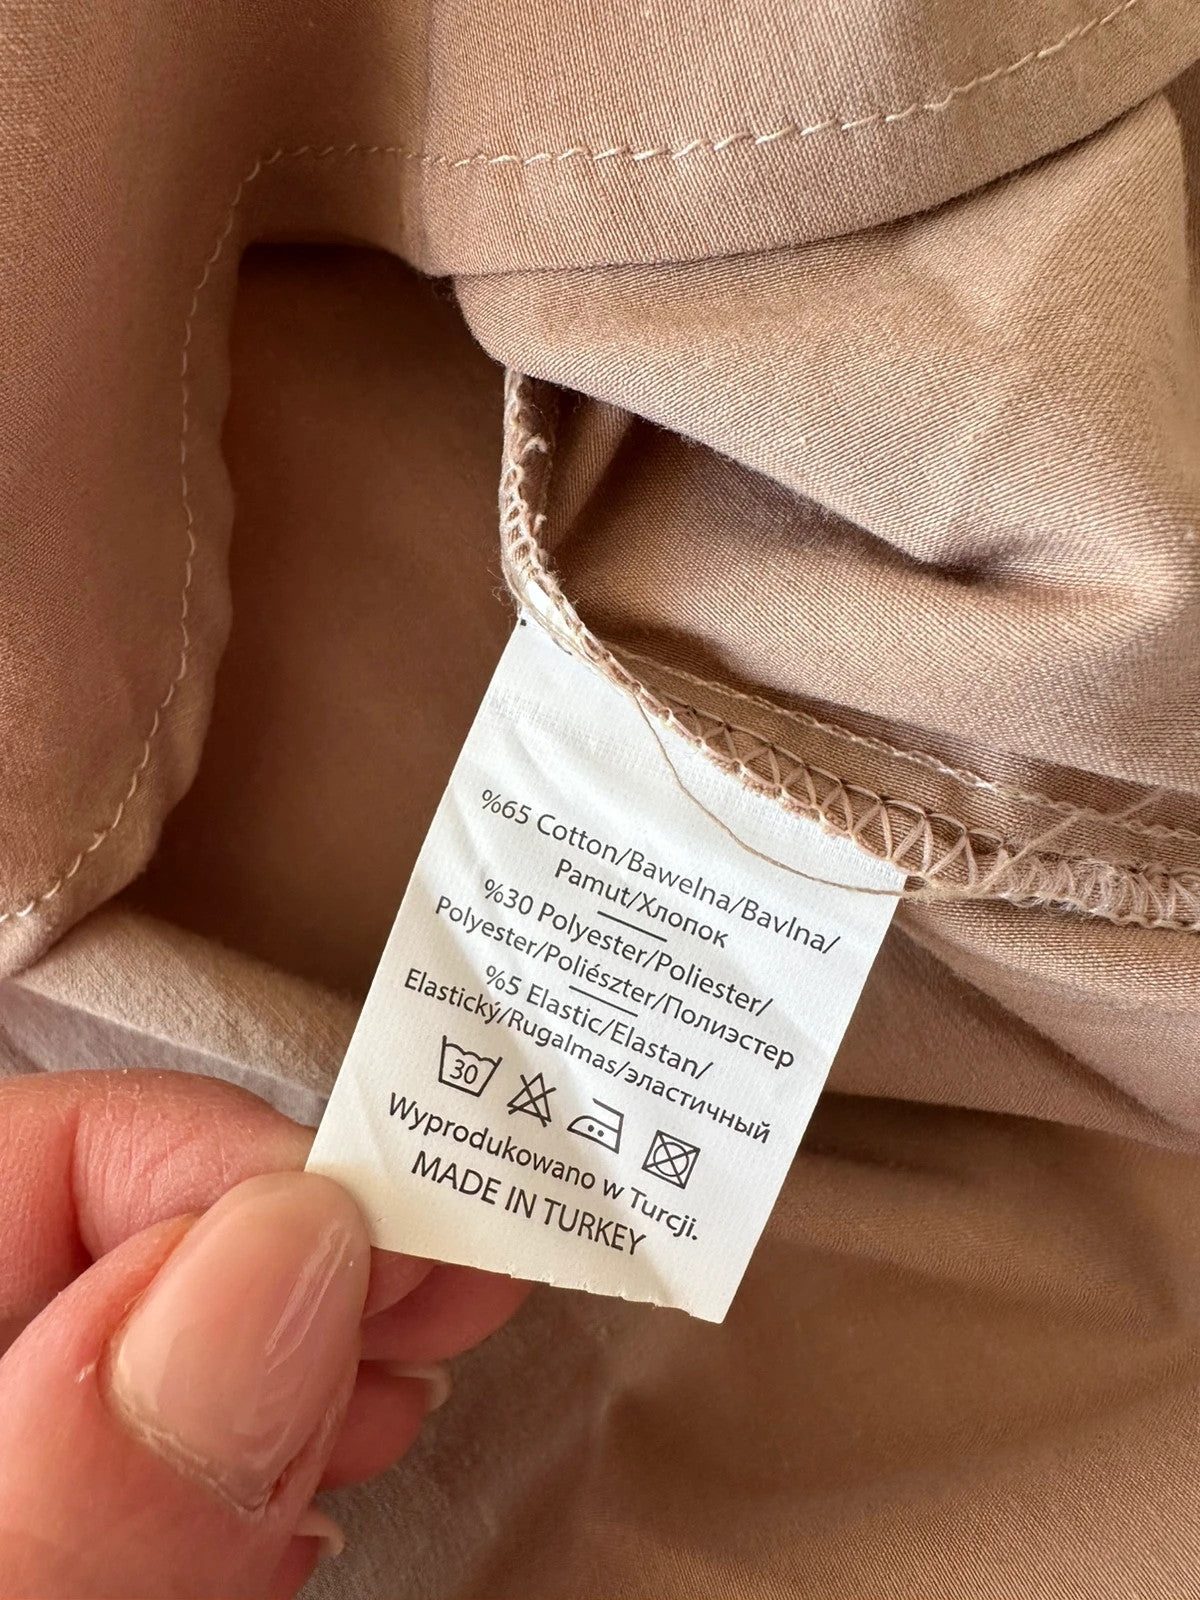 %65 Cotton/Bawelna/Bavlna/
Pamut/Хлопок
%30 Polyester/Poliester/
Polyester/Poliészter/Полиэстер
%5 Elastic/Elastan/
Elastický/Rugalmas/эластичный
30
Wyprodukowano w Turcji.
MADE IN TURKEY